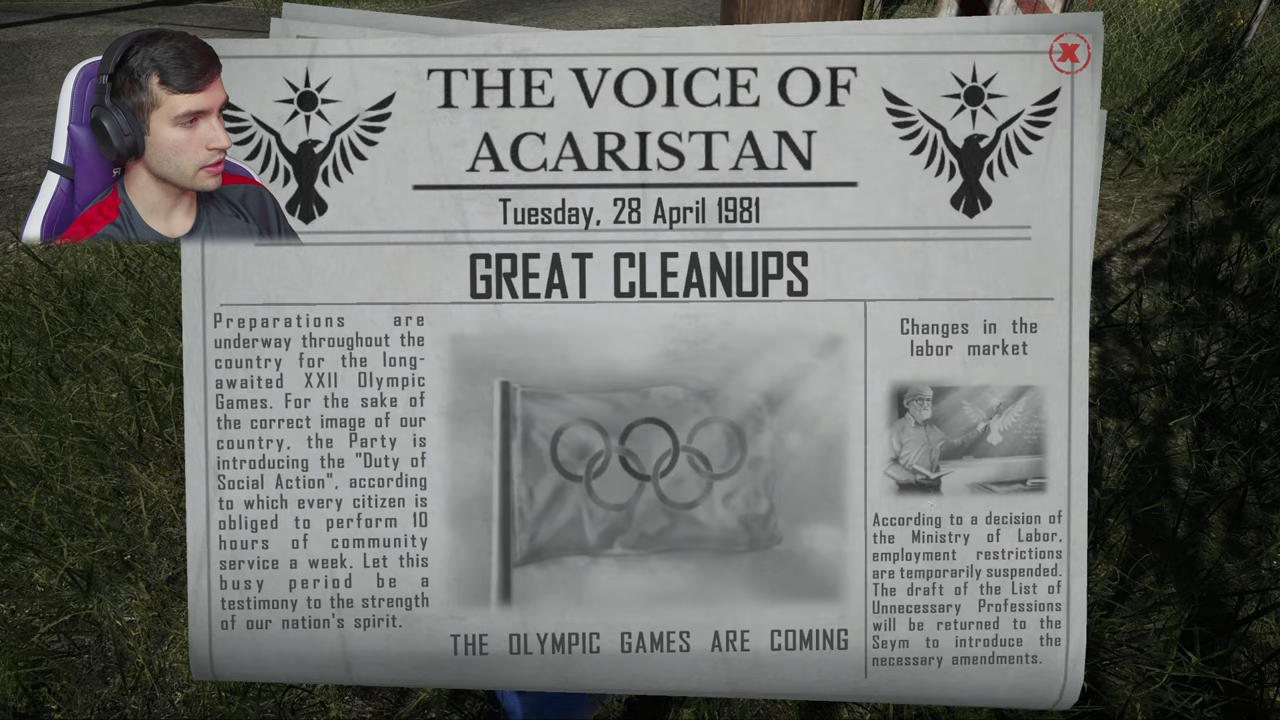 THE VOICE OF
ACARISTAN
Tuesday, 28 April 1981
GREAT CLEANUPS
Preparations are
underway throughout the
country for the long-
awaited XXII Olympic
Games. For the sake of
the correct image of our
country, the Party is
introducing the "Duty of
Social Action", according
to which every citizen is
obliged to perform 10
hours of community
service a week. Let this
busy period be a
testimony to the strength
of our nation's spirit.
THE OLYMPIC GAMES ARE COMING
Changes in the
labor market
According to a decision of
the Ministry of Labor,
employment restrictions
are temporarily suspended.
The draft of the List of
Unnecessary Professions
will be returned to the
Seym to introduce the
necessary amendments.
X